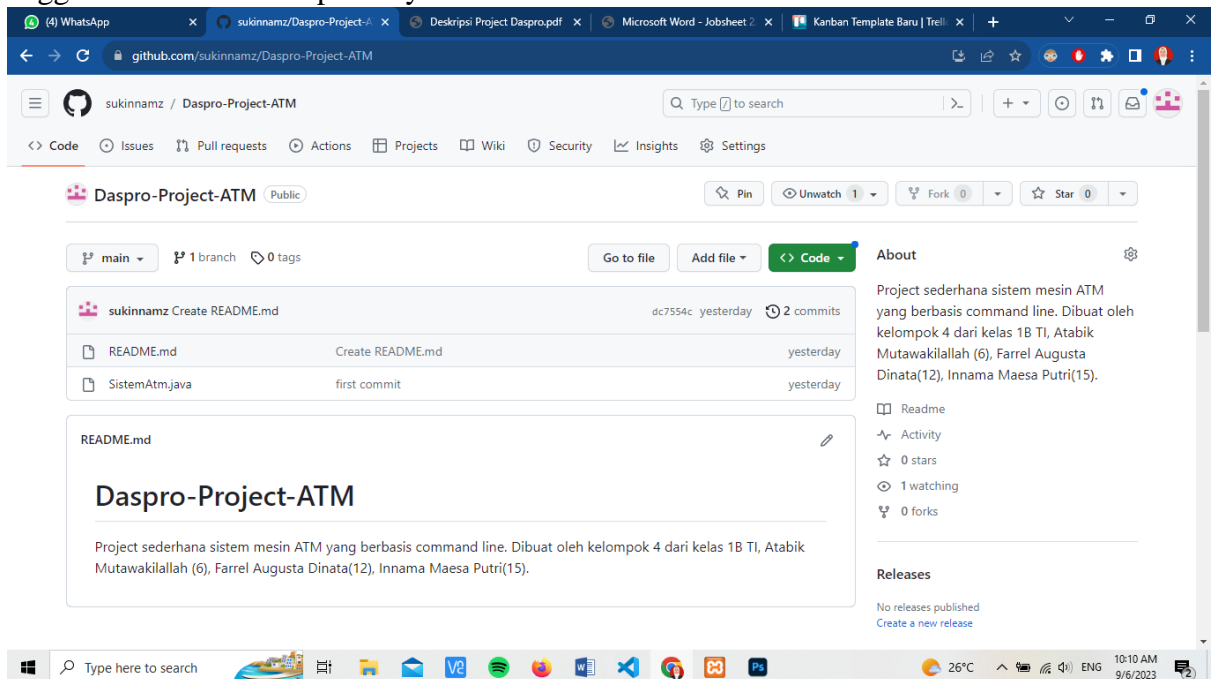 (4) WhatsApp
sukinnamz/Daspro-Project-A
Deskripsi Project Daspro.pdf
Microsoft Word - Jobsheet 2
Kanban Template Baru | Trell
github.com/sukinnamz/Daspro-Project-ATM
sukinnamz / Daspro-Project-ATM
Type / to search
Code
Issues
Pull requests
Actions
Projects
Wiki
Security
Insights
Settings
Daspro-Project-ATM Public
Pin
Unwatch 1
Fork 0
Star 0
main
1 branch
0 tags
Go to file
Add file
<> Code
sukinnamz Create README.md
dc7554c yesterday
2 commits
README.md Create README.md yesterday
SistemAtm.java first commit yesterday
README.md
Daspro-Project-ATM
Project sederhana sistem mesin ATM yang berbasis command line. Dibuat oleh kelompok 4 dari kelas 1B TI, Atabik
Mutawakilallah (6), Farrel Augusta Dinata(12), Innama Maesa Putri(15).
About
Project sederhana sistem mesin ATM
yang berbasis command line. Dibuat oleh
kelompok 4 dari kelas 1B TI, Atabik
Mutawakilallah (6), Farrel Augusta
Dinata(12), Innama Maesa Putri(15).
Readme
Activity
0 stars
1 watching
0 forks
Releases
No releases published
Create a new release
Type here to search
26°C
ENG
10:10 AM
9/6/2023
2